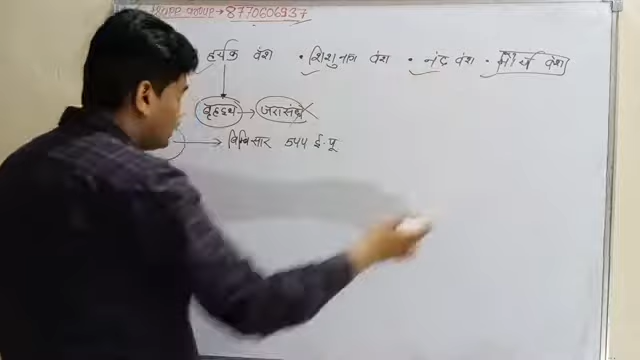 8770606937
हर्यक वंश • शिशुनाग वंश • नंद वंश • मौर्य वंश
बृहद्रथ → जरासंध
→ बिंबिसार 544 ई.पू